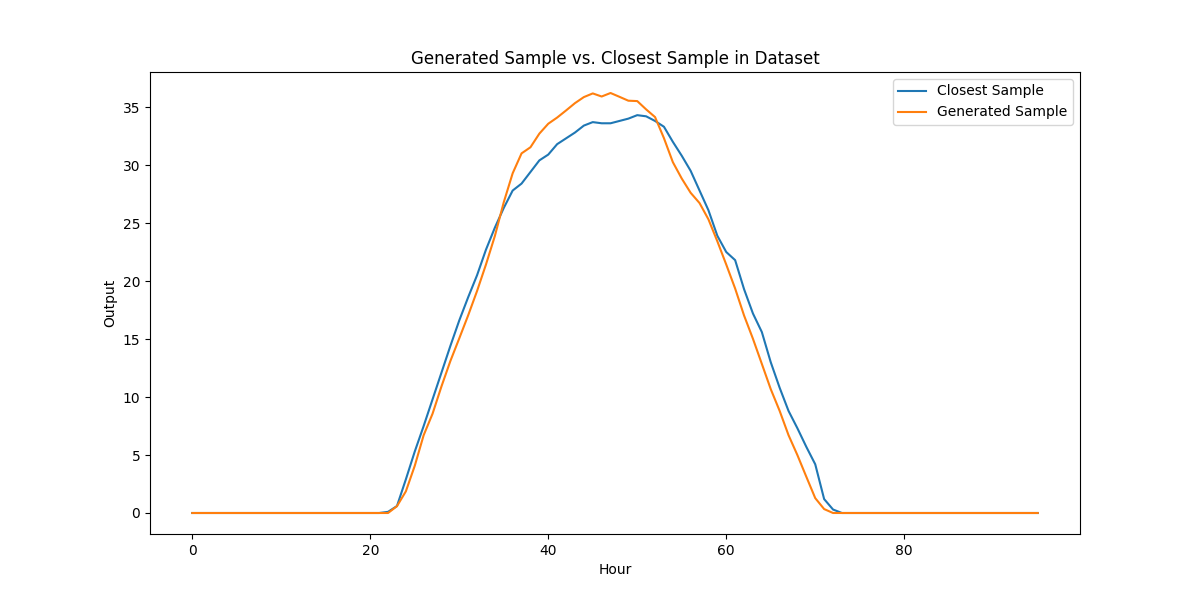 Generated Sample vs. Closest Sample in Dataset
Closest Sample
Generated Sample
Output
35
30
25
20
15
10
5
0
0 20 40 60 80
Hour